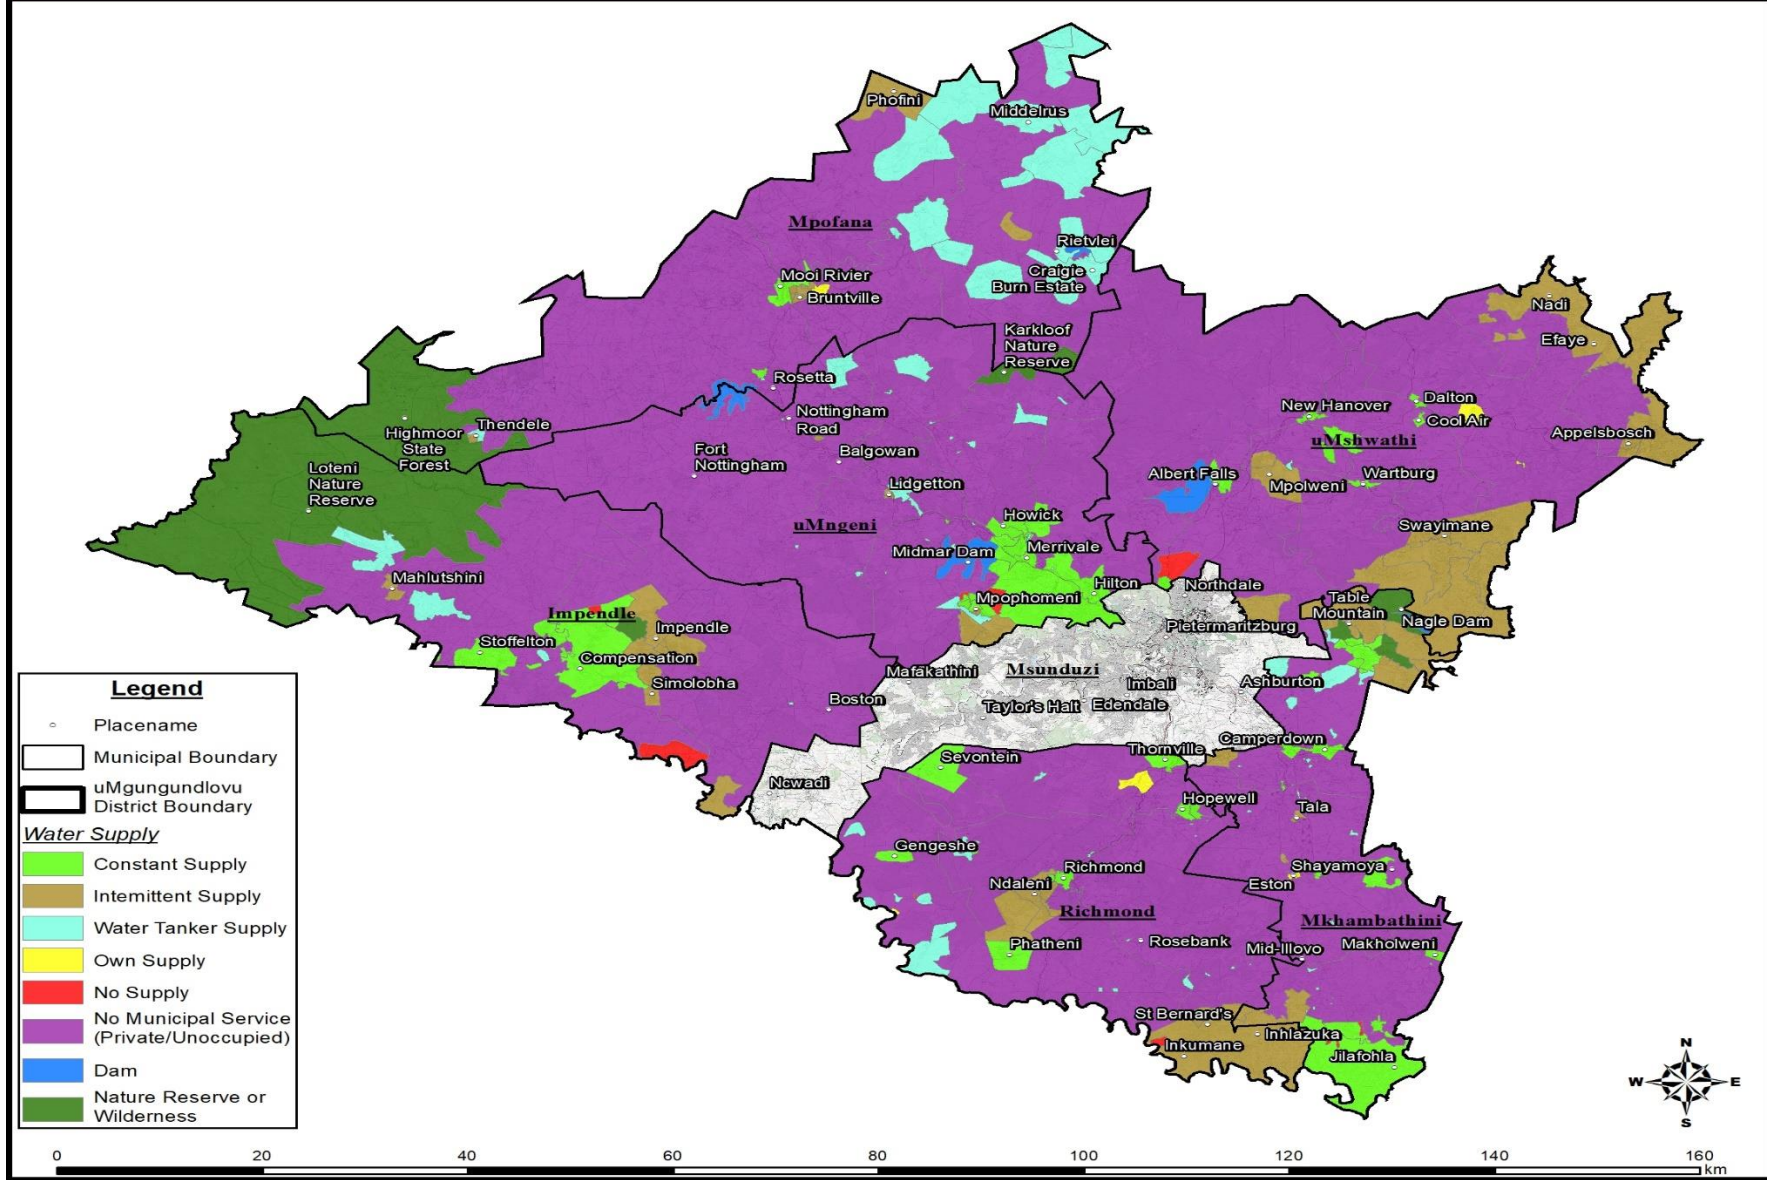 Phofini
Middelrus
Mpofana
Rietvlei
Mooi Rivier
Bruntville
Craigie
Burn Estate
Nadi
Efaye
Karkloof
Nature
Reserve
Rosetta
Nottingham
Road
Highmoor
State
Forest
Thendele
Fort
Nottingham
Balgowan
Loteni
Nature
Reserve
Lidgetton
New Hanover
Dalton
Cool Air
uMshwathi
Appelsbosch
Albert Falls
Mpolweni
Wartburg
Howick
uMngeni
Swayimane
Midmar Dam
Merrivale
Mahlutshini
Hilton
Northdale
Mpophomeni
Table
Mountain
Nagle Dam
Impendle
Impendle
Pietermaritzburg
Stoffelton
Compensation
Simolobha
Mafakathini
Msunduzi
Imbali
Ashburton
Boston
Taylor's Halt
Edendale
Camperdown
Sevontein
Thornville
Ncwadi
Hopewell
Tala
Gengeshe
Richmond
Shayamoya
Ndaleni
Eston
Richmond
Mkhambathini
Phatheni
Rosebank
Mid-Illovo
Makholweni
St Bernard's
Inhlazuka
Inkumane
Jilafohla
Legend
Placename
Municipal Boundary
uMgungundlovu
District Boundary
Water Supply
Constant Supply
Intemittent Supply
Water Tanker Supply
Own Supply
No Supply
No Municipal Service
(Private/Unoccupied)
Dam
Nature Reserve or
Wilderness
N
W E
S
0 20 40 60 80 100 120 140 160
km